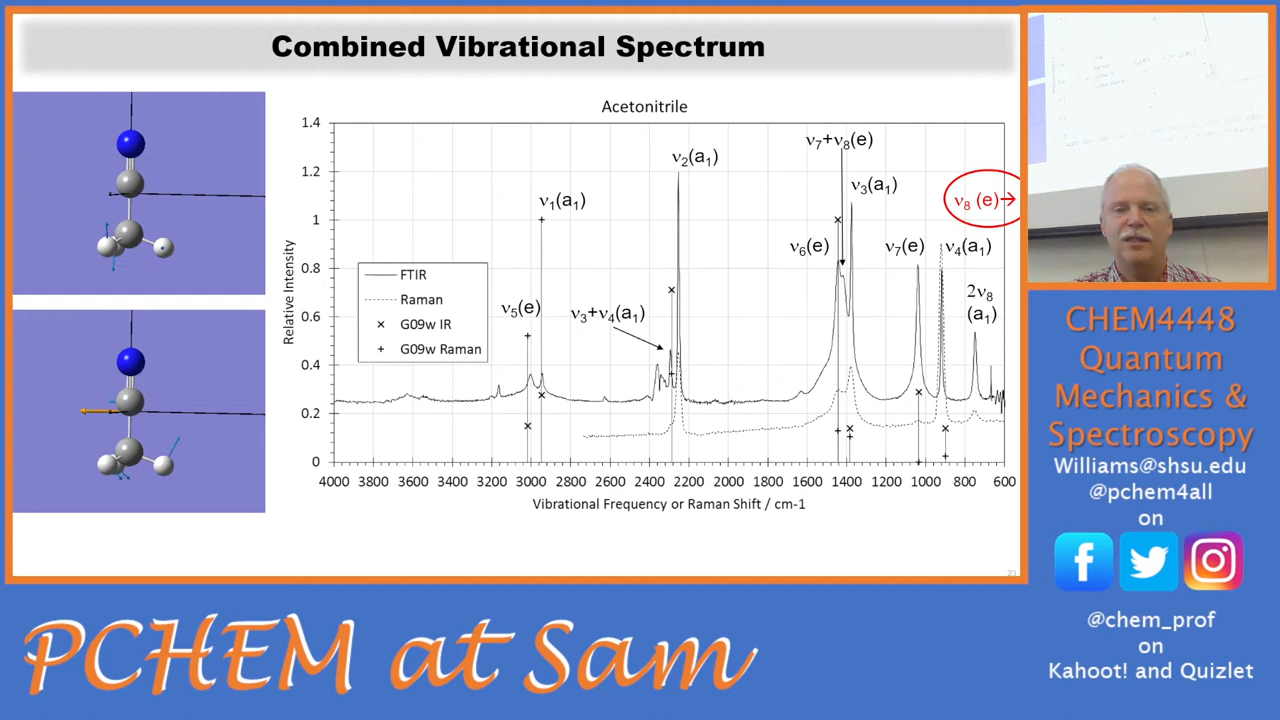 Combined Vibrational Spectrum
Acetonitrile
1.4
1.2
1
0.8
0.6
0.4
0.2
0
Relative Intensity
4000 3800 3600 3400 3200 3000 2800 2600 2400 2200 2000 1800 1600 1400 1200 1000 800 600
Vibrational Frequency or Raman Shift / cm-1
FTIR
Raman
G09w IR
G09w Raman
ν5(e)
ν1(a1)
ν3+ν4(a1)
ν2(a1)
ν7+ν8(e)
ν6(e)
ν3(a1)
ν7(e)
ν4(a1)
2ν8
(a1)
ν8 (e)→
23
CHEM4448
Quantum
Mechanics &
Spectroscopy
Williams@shsu.edu
@pchem4all
on
@chem_prof
on
Kahoot! and Quizlet
PCHEM at Sam